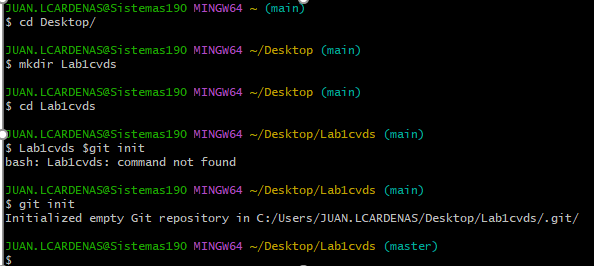 JUAN.LCARDENAS@Sistemas190 MINGW64 ~ (main)
$ cd Desktop/
JUAN.LCARDENAS@Sistemas190 MINGW64 ~/Desktop (main)
$ mkdir Lab1cvds
JUAN.LCARDENAS@Sistemas190 MINGW64 ~/Desktop (main)
$ cd Lab1cvds
JUAN.LCARDENAS@Sistemas190 MINGW64 ~/Desktop/Lab1cvds (main)
$ Lab1cvds $git init
bash: Lab1cvds: command not found
JUAN.LCARDENAS@Sistemas190 MINGW64 ~/Desktop/Lab1cvds (main)
$ git init
Initialized empty Git repository in C:/Users/JUAN.LCARDENAS/Desktop/Lab1cvds/.git/
JUAN.LCARDENAS@Sistemas190 MINGW64 ~/Desktop/Lab1cvds (master)
$